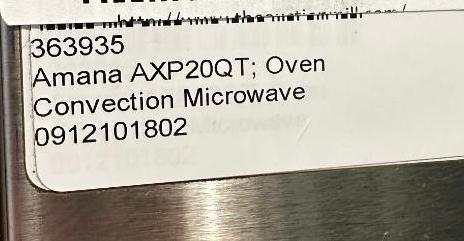 363935
Amana AXP20QT; Oven
Convection Microwave
0912101802